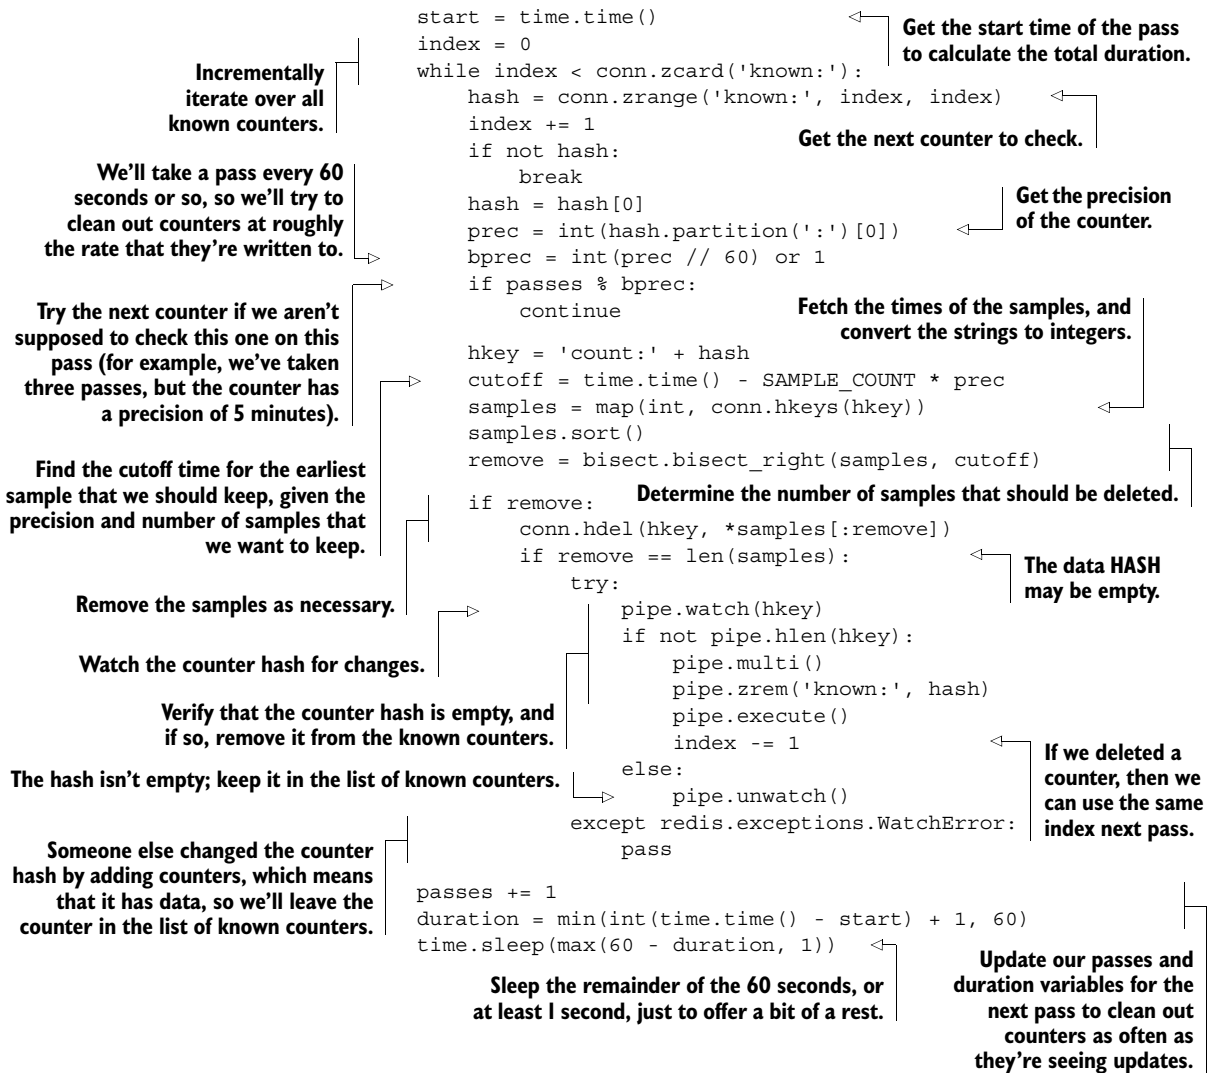 start = time.time()
Get the start time of the pass
to calculate the total duration.
index = 0
Incrementally
iterate over all
known counters.
while index < conn.zcard('known:'):
    hash = conn.zrange('known:', index, index)
Get the next counter to check.
    index += 1
    if not hash:
        break
    hash = hash[0]
We'll take a pass every 60
seconds or so, so we'll try to
clean out counters at roughly
the rate that they're written to.
    prec = int(hash.partition(':')[0])
Get the precision
of the counter.
    bprec = int(prec // 60) or 1
    if passes % bprec:
        continue
Try the next counter if we aren't
supposed to check this one on this
pass (for example, we've taken
three passes, but the counter has
a precision of 5 minutes).
Fetch the times of the samples, and
convert the strings to integers.
    hkey = 'count:' + hash
    cutoff = time.time() - SAMPLE_COUNT * prec
    samples = map(int, conn.hkeys(hkey))
    samples.sort()
    remove = bisect.bisect_right(samples, cutoff)
Find the cutoff time for the earliest
sample that we should keep, given the
precision and number of samples that
we want to keep.
Determine the number of samples that should be deleted.
    if remove:
        conn.hdel(hkey, *samples[:remove])
        if remove == len(samples):
The data HASH
may be empty.
Remove the samples as necessary.
            try:
                pipe.watch(hkey)
Watch the counter hash for changes.
                if not pipe.hlen(hkey):
                    pipe.multi()
                    pipe.zrem('known:', hash)
                    pipe.execute()
                    index -= 1
Verify that the counter hash is empty, and
if so, remove it from the known counters.
If we deleted a
counter, then we
can use the same
index next pass.
                else:
                    pipe.unwatch()
The hash isn't empty; keep it in the list of known counters.
            except redis.exceptions.WatchError:
                pass
Someone else changed the counter
hash by adding counters, which means
that it has data, so we'll leave the
counter in the list of known counters.
passes += 1
duration = min(int(time.time() - start) + 1, 60)
time.sleep(max(60 - duration, 1))
Sleep the remainder of the 60 seconds, or
at least 1 second, just to offer a bit of a rest.
Update our passes and
duration variables for the
next pass to clean out
counters as often as
they're seeing updates.